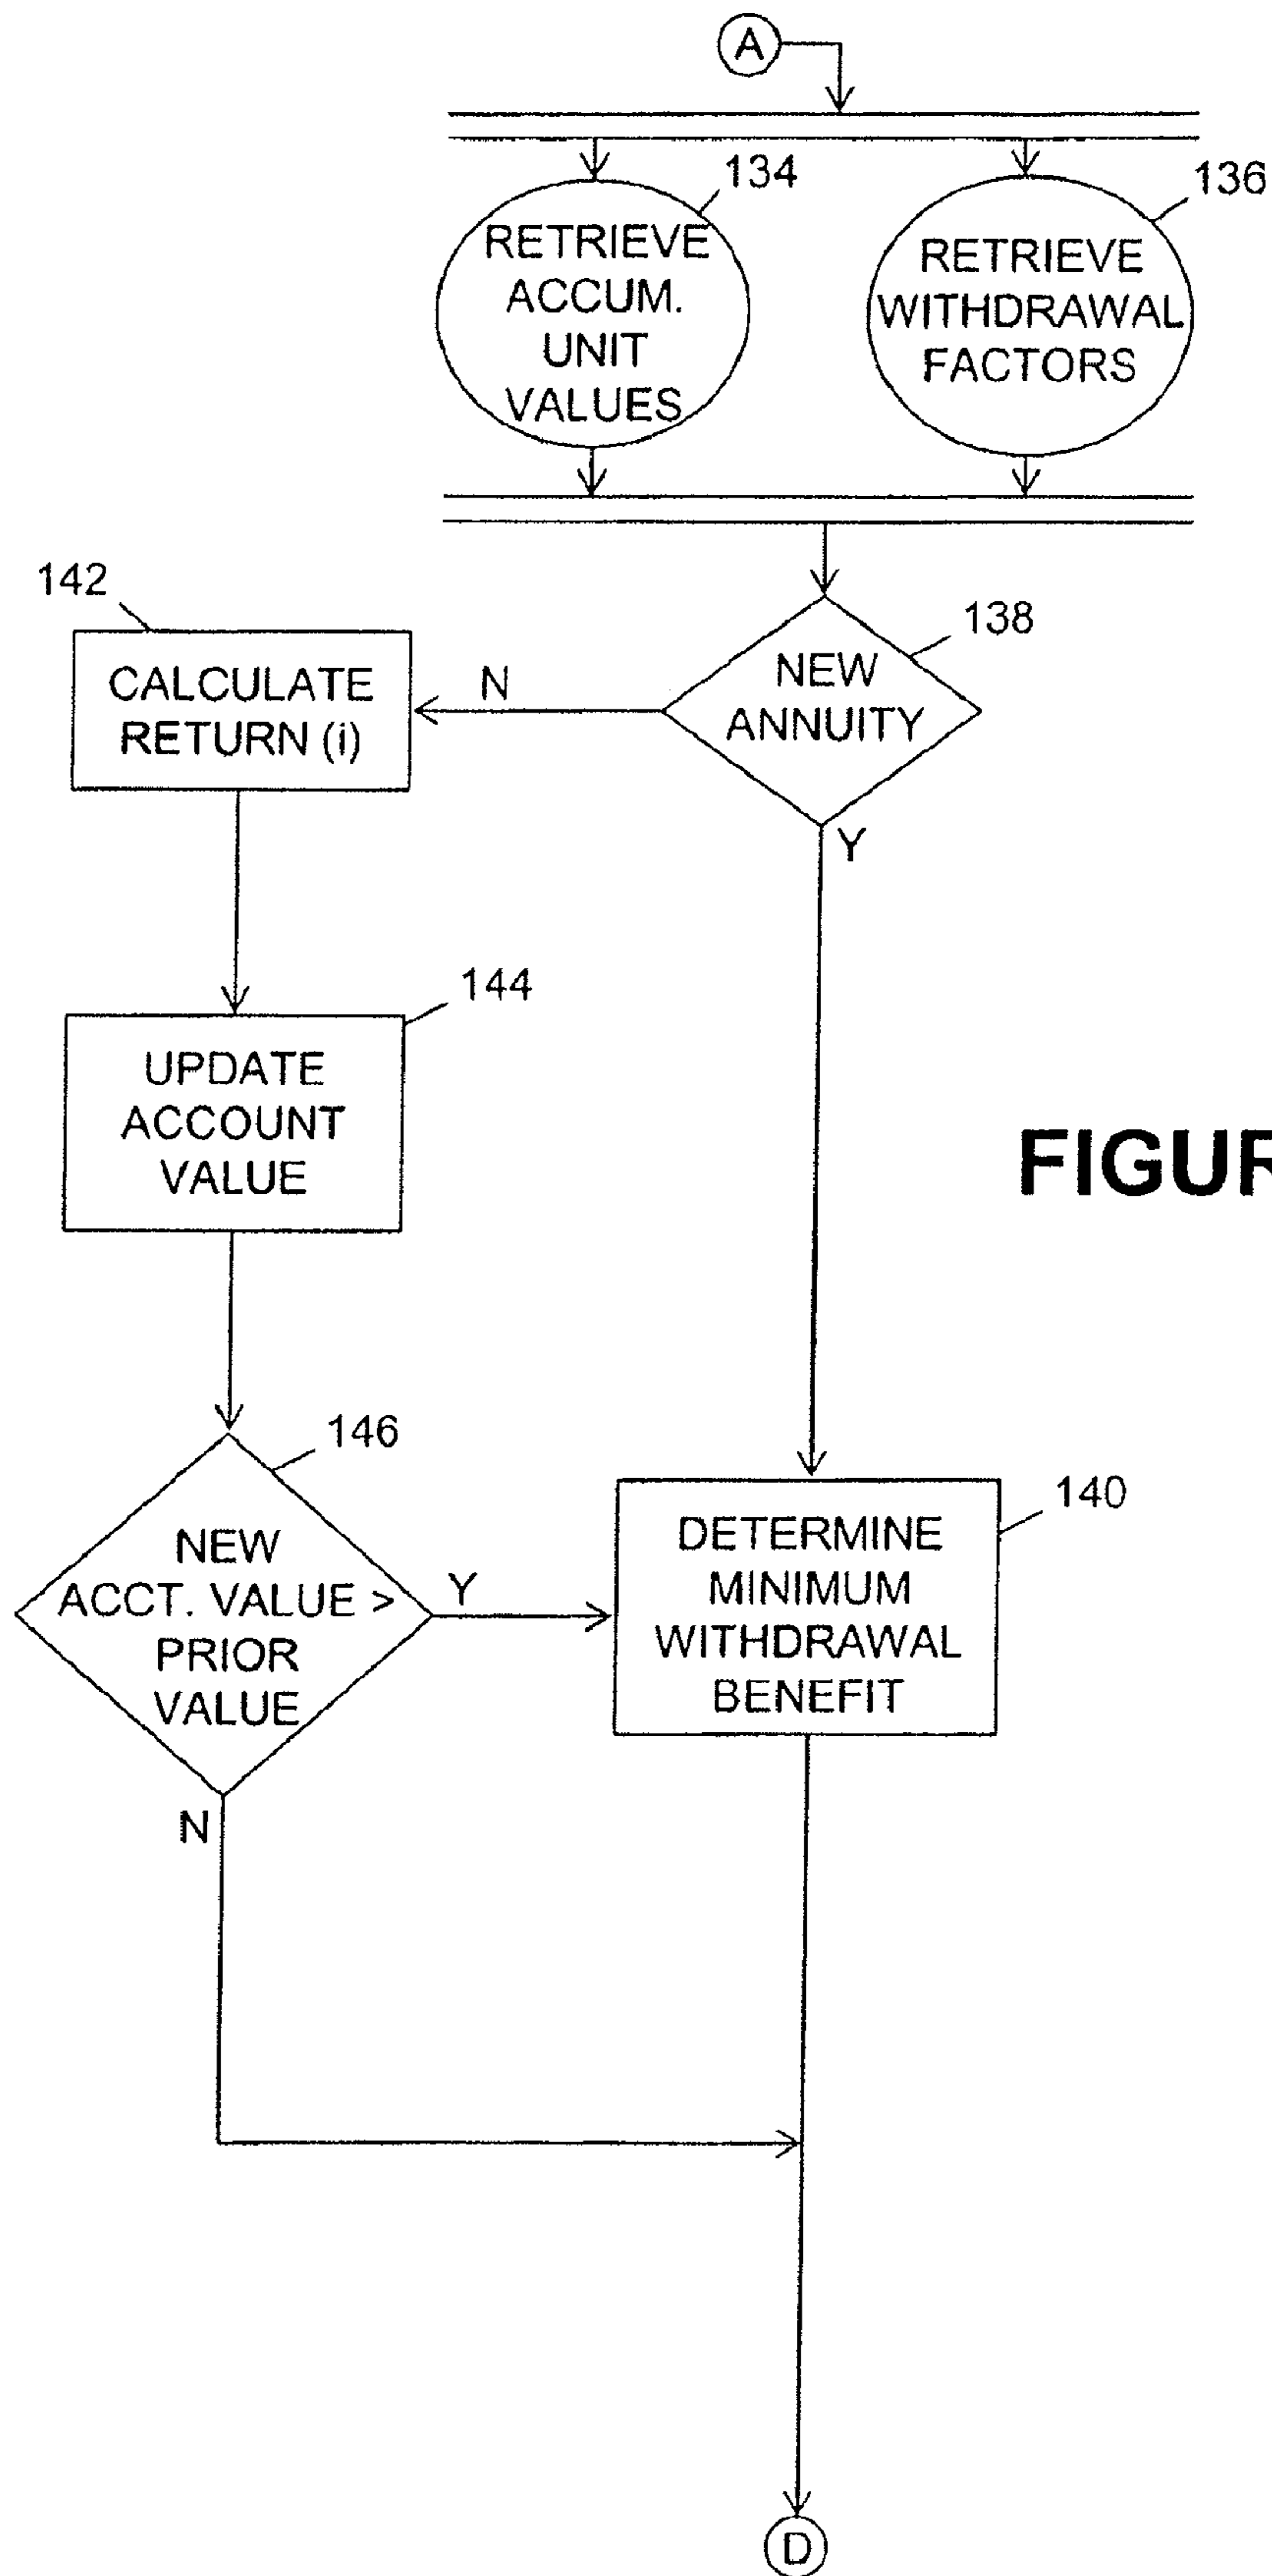 A
134
136
RETRIEVE
ACCUM.
UNIT
VALUES
RETRIEVE
WITHDRAWAL
FACTORS
142
138
CALCULATE
RETURN (i)
N
NEW
ANNUITY
Y
144
UPDATE
ACCOUNT
VALUE
FIGUR
146
NEW
ACCT. VALUE >
PRIOR
VALUE
Y
140
DETERMINE
MINIMUM
WITHDRAWAL
BENEFIT
N
D